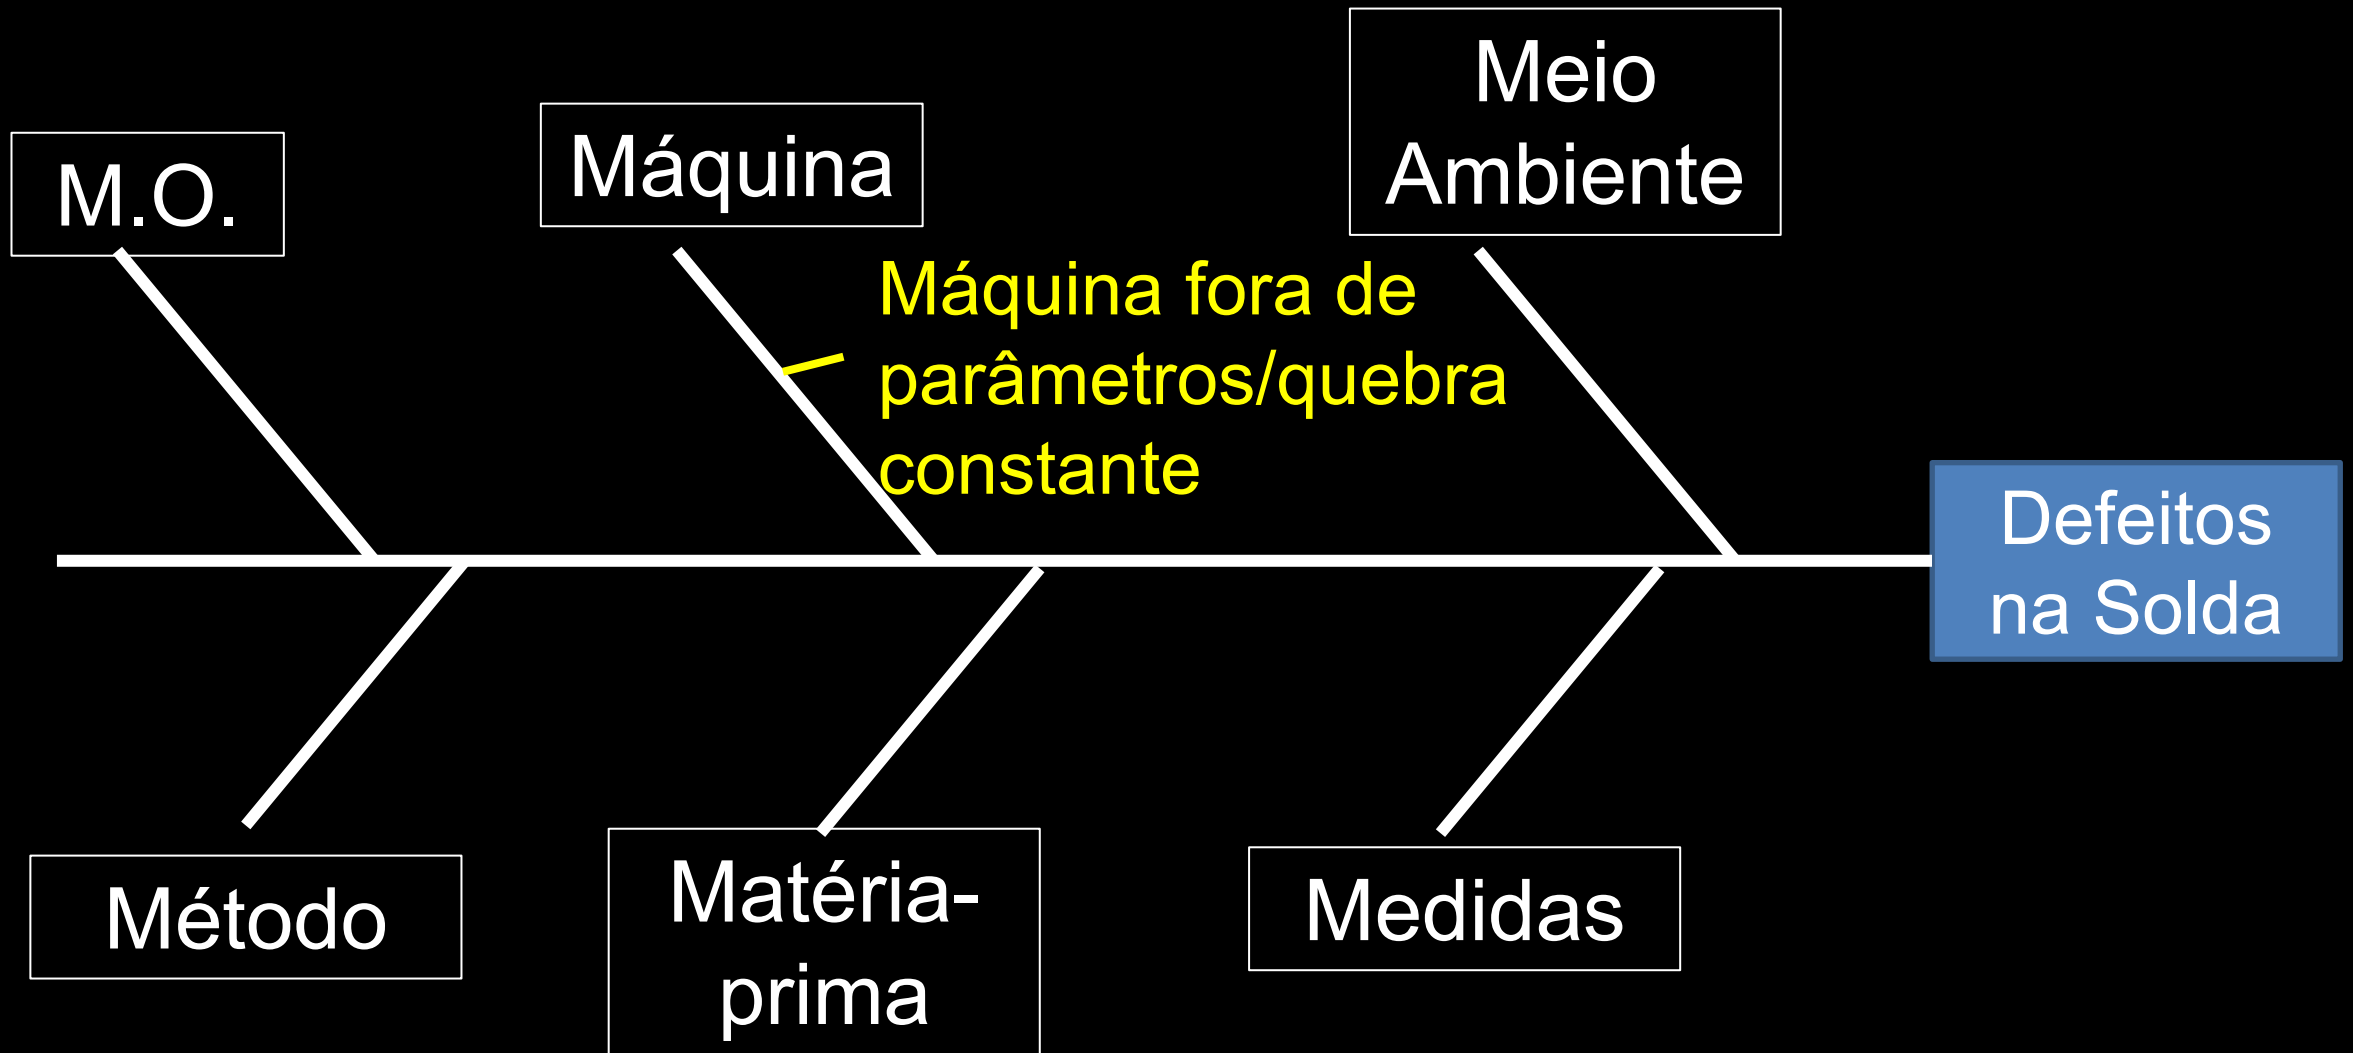 M.O.
Máquina
Meio
Ambiente
Máquina fora de
parâmetros/quebra
constante
Defeitos
na Solda
Método
Matéria-
prima
Medidas